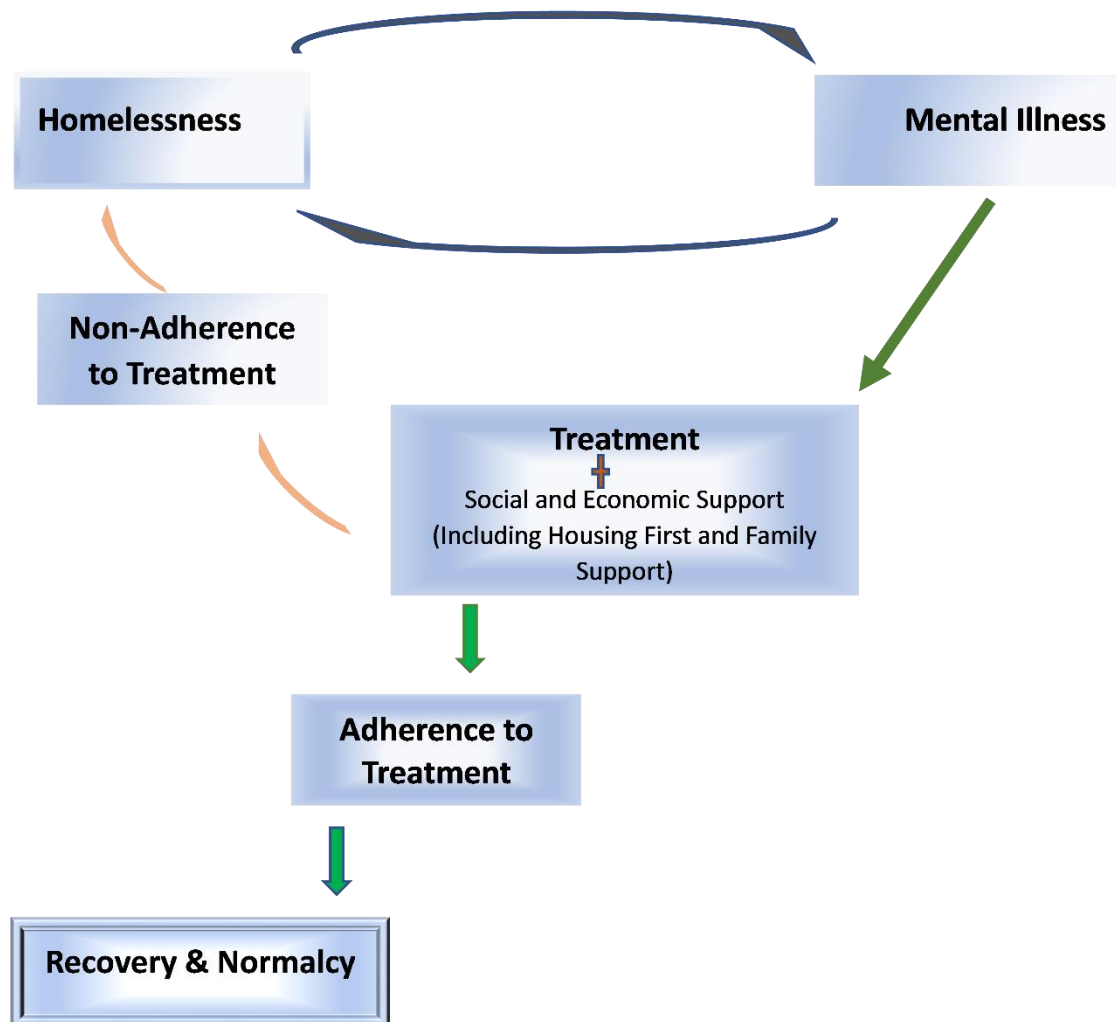 Homelessness
Mental Illness
Non-Adherence
to Treatment
Treatment
Social and Economic Support
(Including Housing First and Family
Support)
Adherence to
Treatment
Recovery & Normalcy